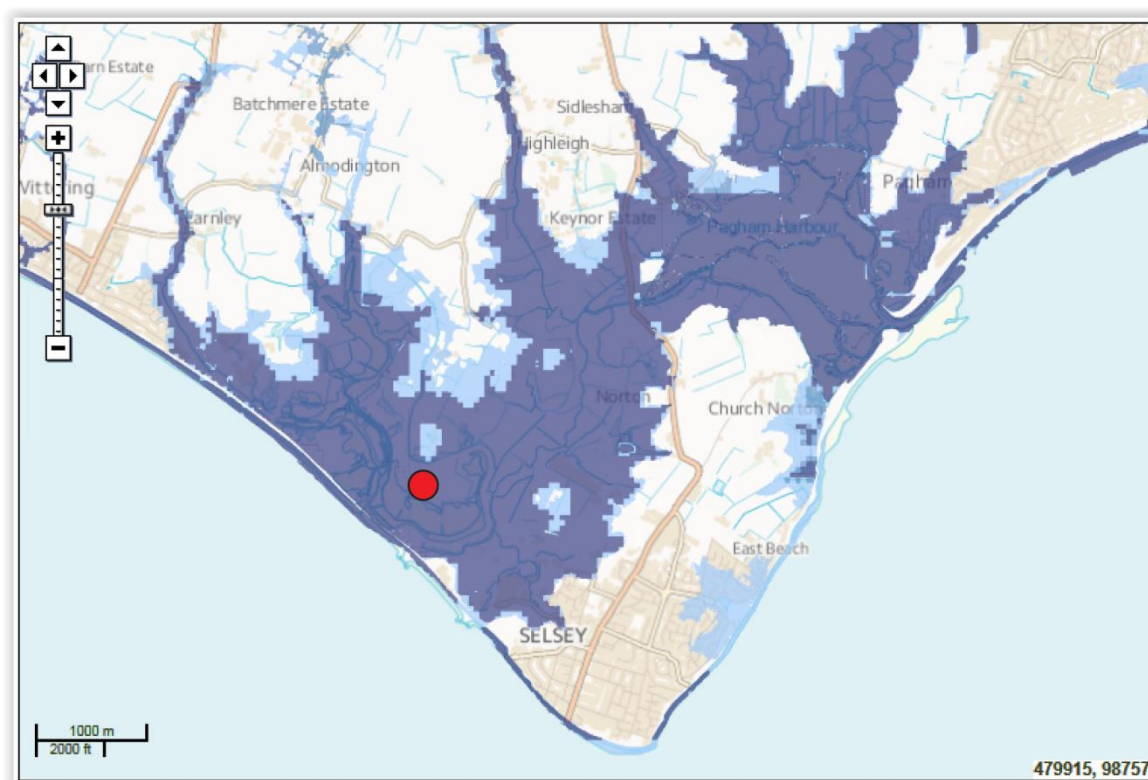 arn Estate
Batchmere Estate
Sidlesham
Highleigh
Almodington
Wittering
Earnley
Keynor Estate
Pagham
Pagham Harbour
Norton
Church Norton
East Beach
SELSEY
1000 m
2000 ft
479915, 98757